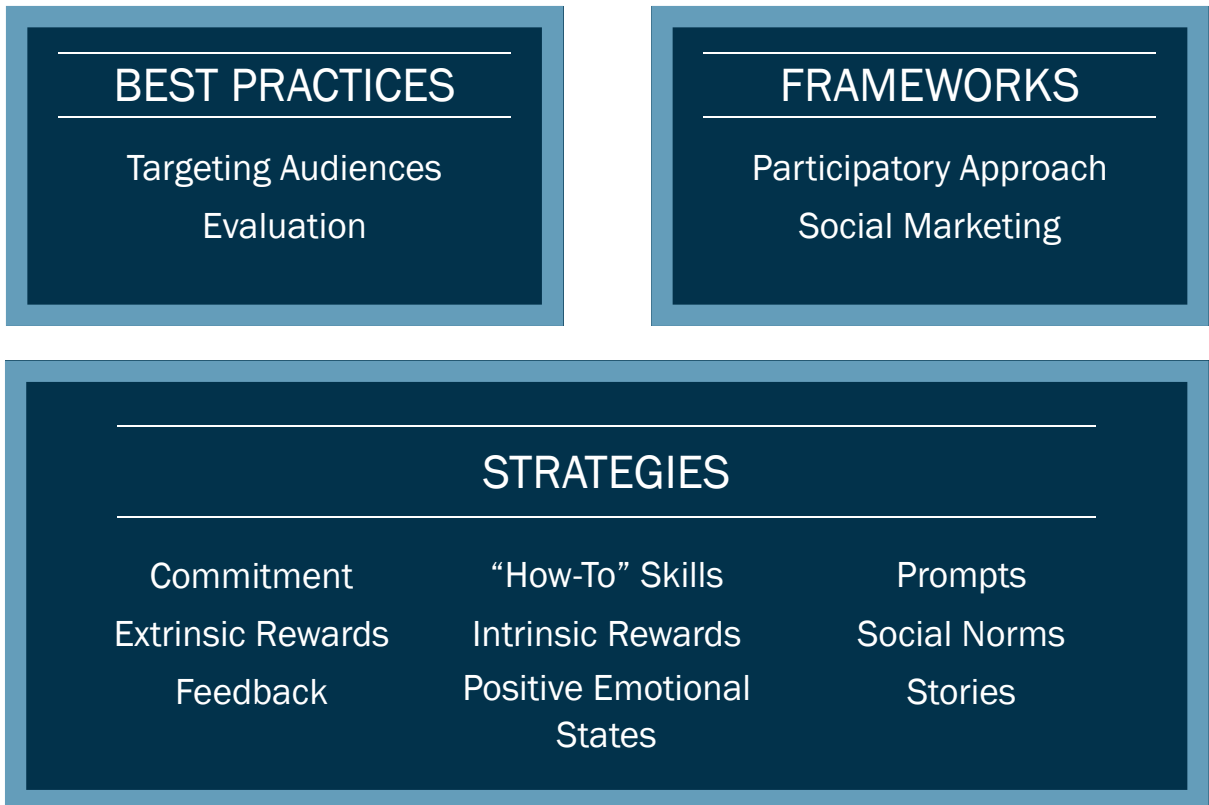 BEST PRACTICES
Targeting Audiences
Evaluation
FRAMEWORKS
Participatory Approach
Social Marketing
STRATEGIES
Commitment
Extrinsic Rewards
Feedback
“How-To” Skills
Intrinsic Rewards
Positive Emotional
States
Prompts
Social Norms
Stories